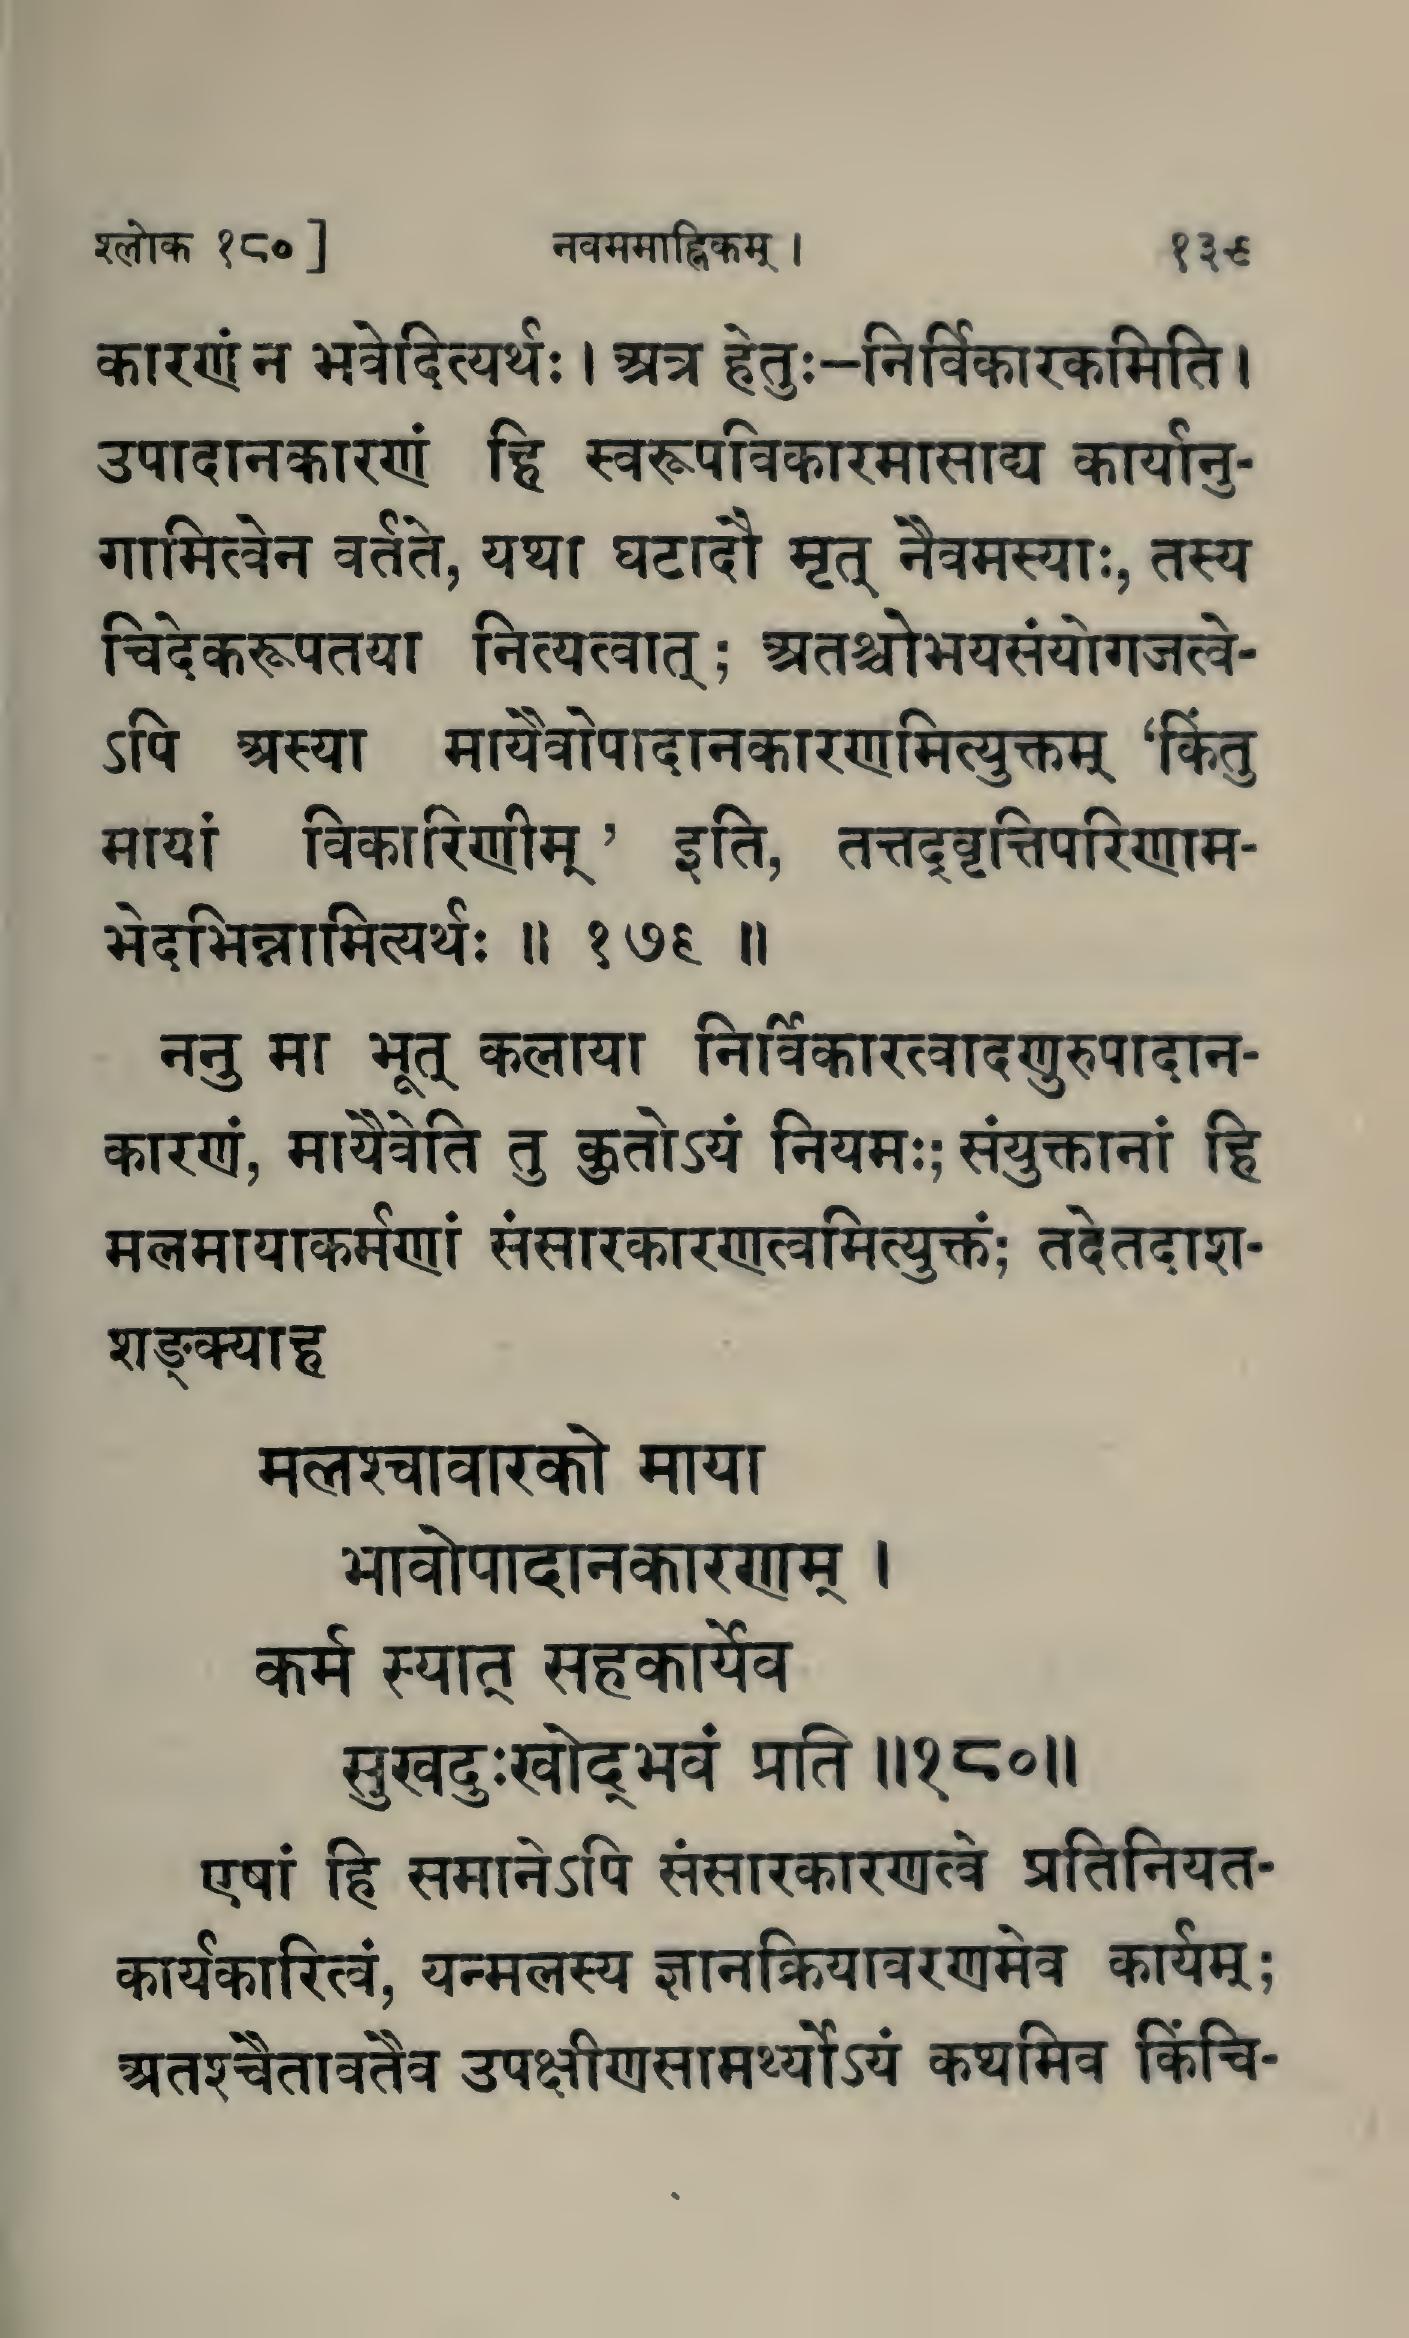 श्लोक १८० ] नवममाह्निकम् । १३९
कारणं न भवेदित्यर्थः । अत्र हेतुः–निर्विकारकमिति ।
उपादानकारणं हि स्वरूपविकारमासाद्य कार्यानु-
गामित्वेन वर्तते, यथा घटादौ मृत् नैवमस्याः, तस्य
चिदेकरूपतया नित्यत्वात् ; अतश्चोभयसंयोगजत्वे-
ऽपि अस्या मायैवोपादानकारणमित्युक्तम् ‘किंतु
मायां विकारिणीम् ’ इति, तत्तद्वृत्तिपरिणाम-
भेदभिन्नामित्यर्थः ॥ १७९ ॥
ननु मा भूत् कलाया निर्विकारत्वादणुरुपादान-
कारणं, मायैवेति तु कुतोऽयं नियमः; संयुक्तानां हि
मलमायाकर्मणां संसारकारणत्वमित्युक्तं; तदेतदाश-
शङ्क्याह
मलश्चावारको माया
भावोपादानकारणम् ।
कर्म स्यात् सहकार्येव
सुखदुःखोद्भवं प्रति ॥१८०॥
एषां हि समानेऽपि संसारकारणत्वे प्रतिनियत-
कार्यकारित्वं, यन्मलस्य ज्ञानक्रियावरणमेव कार्यम् ;
अतश्चैतावतैव उपक्षीणसामर्थ्योऽयं कथमिव किंचि-